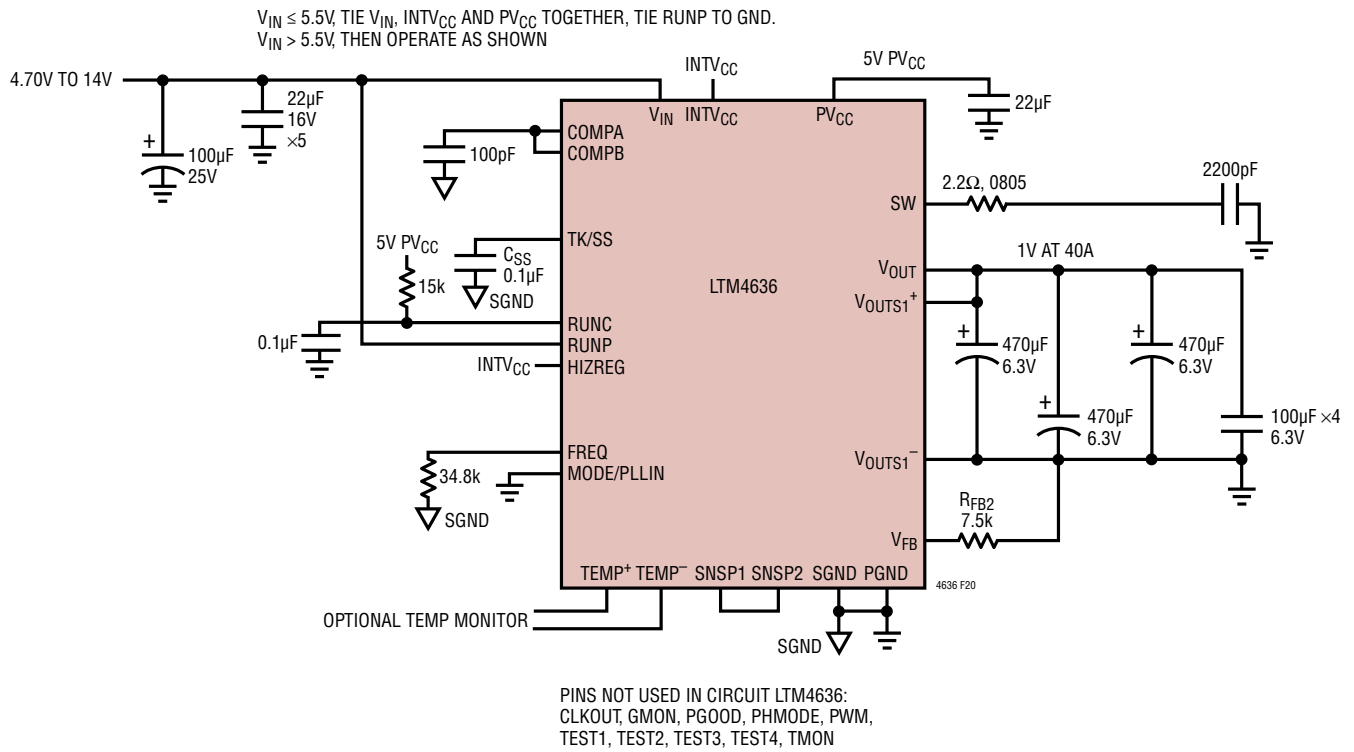 VIN ≤ 5.5V, TIE VIN, INTVCC AND PVCC TOGETHER, TIE RUNP TO GND.
VIN > 5.5V, THEN OPERATE AS SHOWN
4.70V TO 14V
INTVCC
5V PVCC
VIN
INTVCC
PVCC
22µF
16V
×5
22µF
+
100µF
25V
COMPA
COMPB
100pF
2.2Ω, 0805
2200pF
SW
TK/SS
CSS
0.1µF
SGND
5V PVCC
15k
1V AT 40A
VOUT
LTM4636
VOUTS1+
RUNC
RUNP
HIZREG
0.1µF
INTVCC
+
470µF
6.3V
+
470µF
6.3V
+
470µF
6.3V
100µF ×4
6.3V
FREQ
MODE/PLLIN
34.8k
SGND
VOUTS1–
RFB2
7.5k
VFB
TEMP+
TEMP–
SNSP1
SNSP2
SGND
PGND
4636 F20
OPTIONAL TEMP MONITOR
SGND
PINS NOT USED IN CIRCUIT LTM4636:
CLKOUT, GMON, PGOOD, PHMODE, PWM,
TEST1, TEST2, TEST3, TEST4, TMON